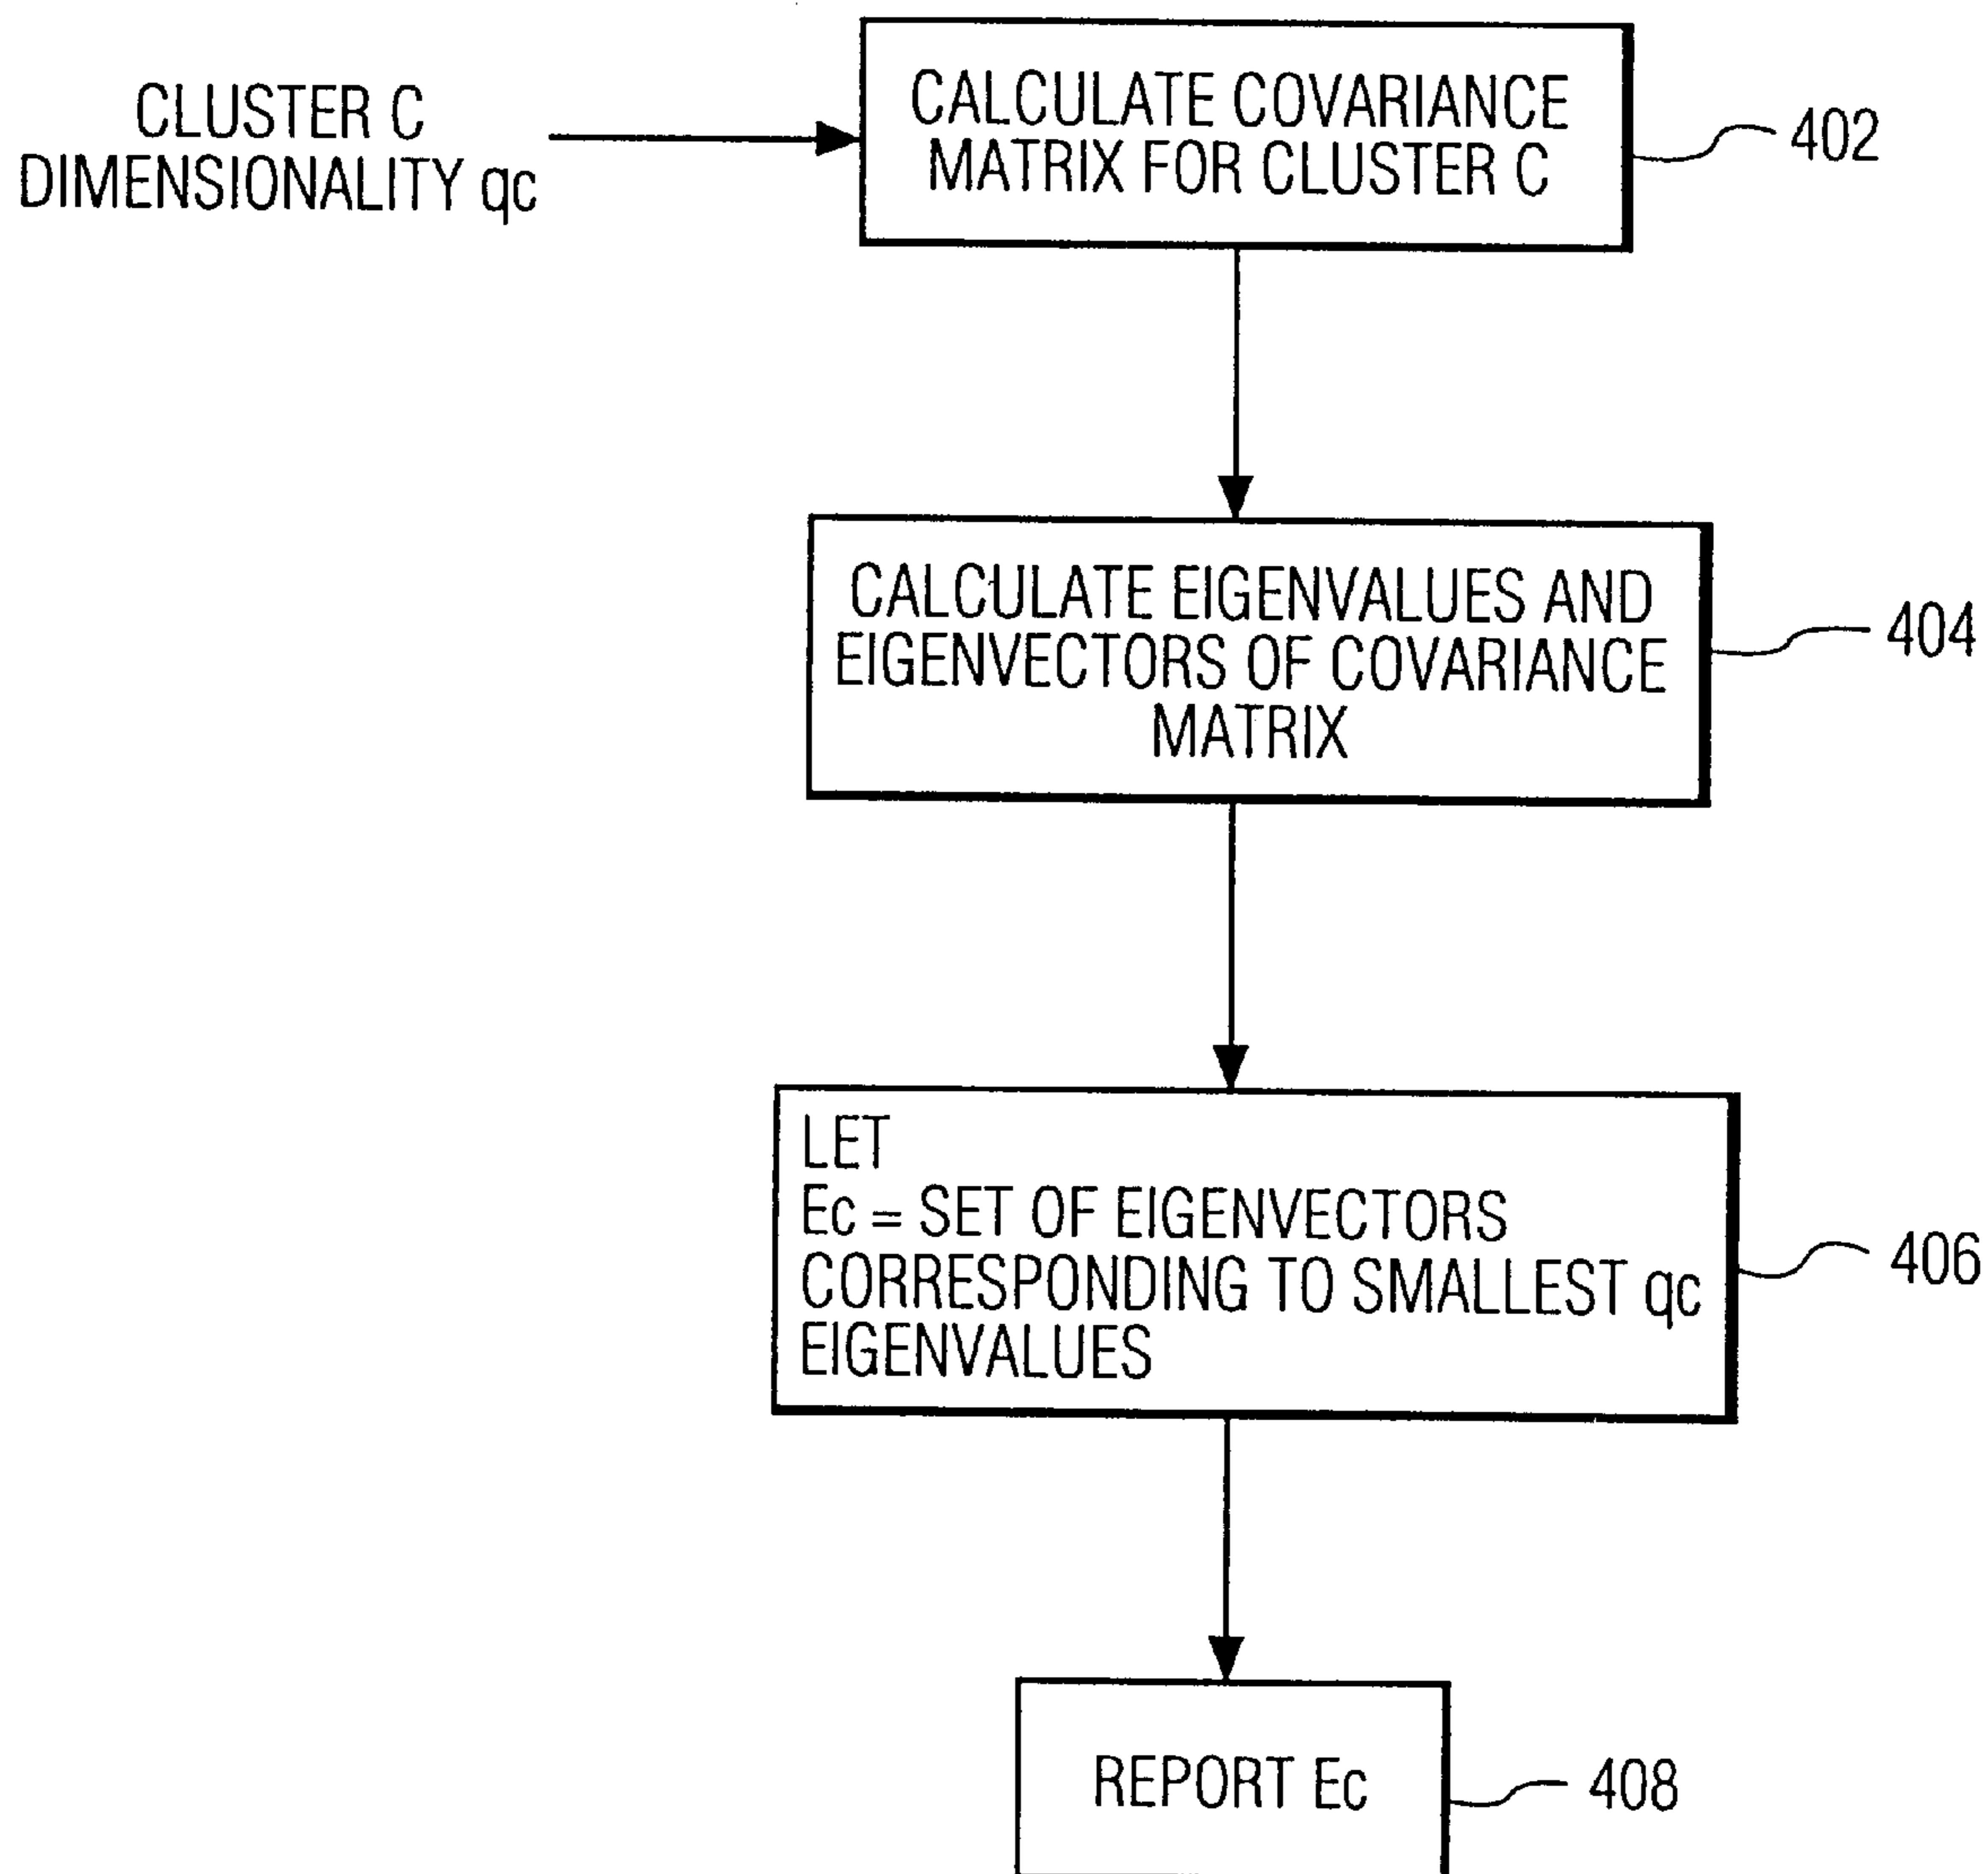 CLUSTER C
DIMENSIONALITY qc
CALCULATE COVARIANCE
MATRIX FOR CLUSTER C
402
CALCULATE EIGENVALUES AND
EIGENVECTORS OF COVARIANCE
MATRIX
404
LET
Ec = SET OF EIGENVECTORS
CORRESPONDING TO SMALLEST qc
EIGENVALUES
406
REPORT Ec
408